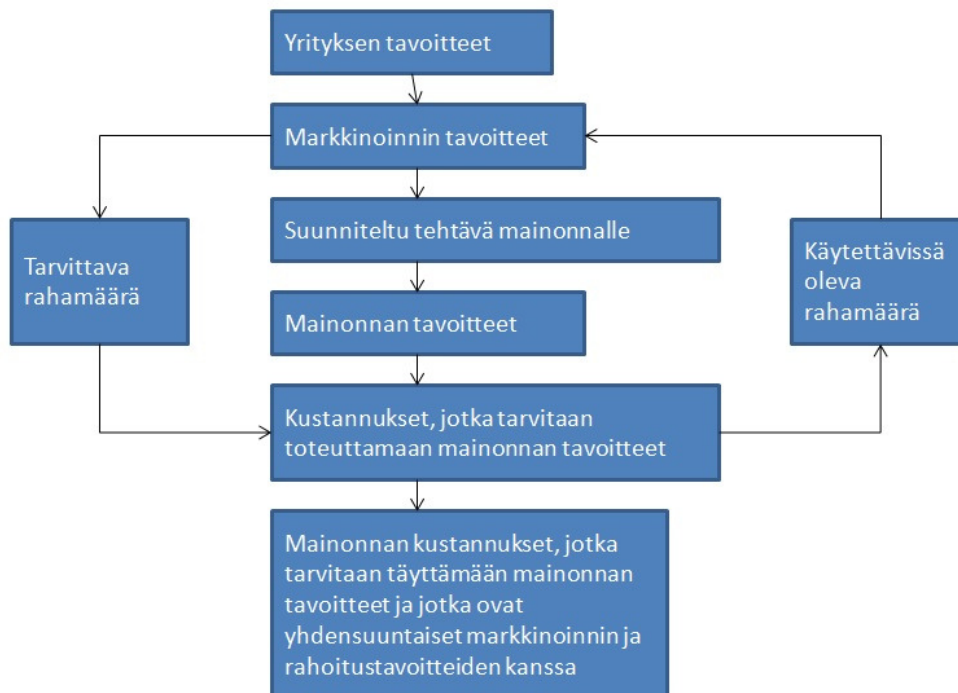 Yrityksen tavoitteet
Markkinoinnin tavoitteet
Suunniteltu tehtävä mainonnalle
Tarvittava
rahamäärä
Käytettävissä
oleva
rahamäärä
Mainonnan tavoitteet
Kustannukset, jotka tarvitaan
toteuttamaan mainonnan tavoitteet
Mainonnan kustannukset, jotka
tarvitaan täyttämään mainonnan
tavoitteet ja jotka ovat
yhdensuuntaiset markkinoinnin ja
rahoitustavoitteiden kanssa